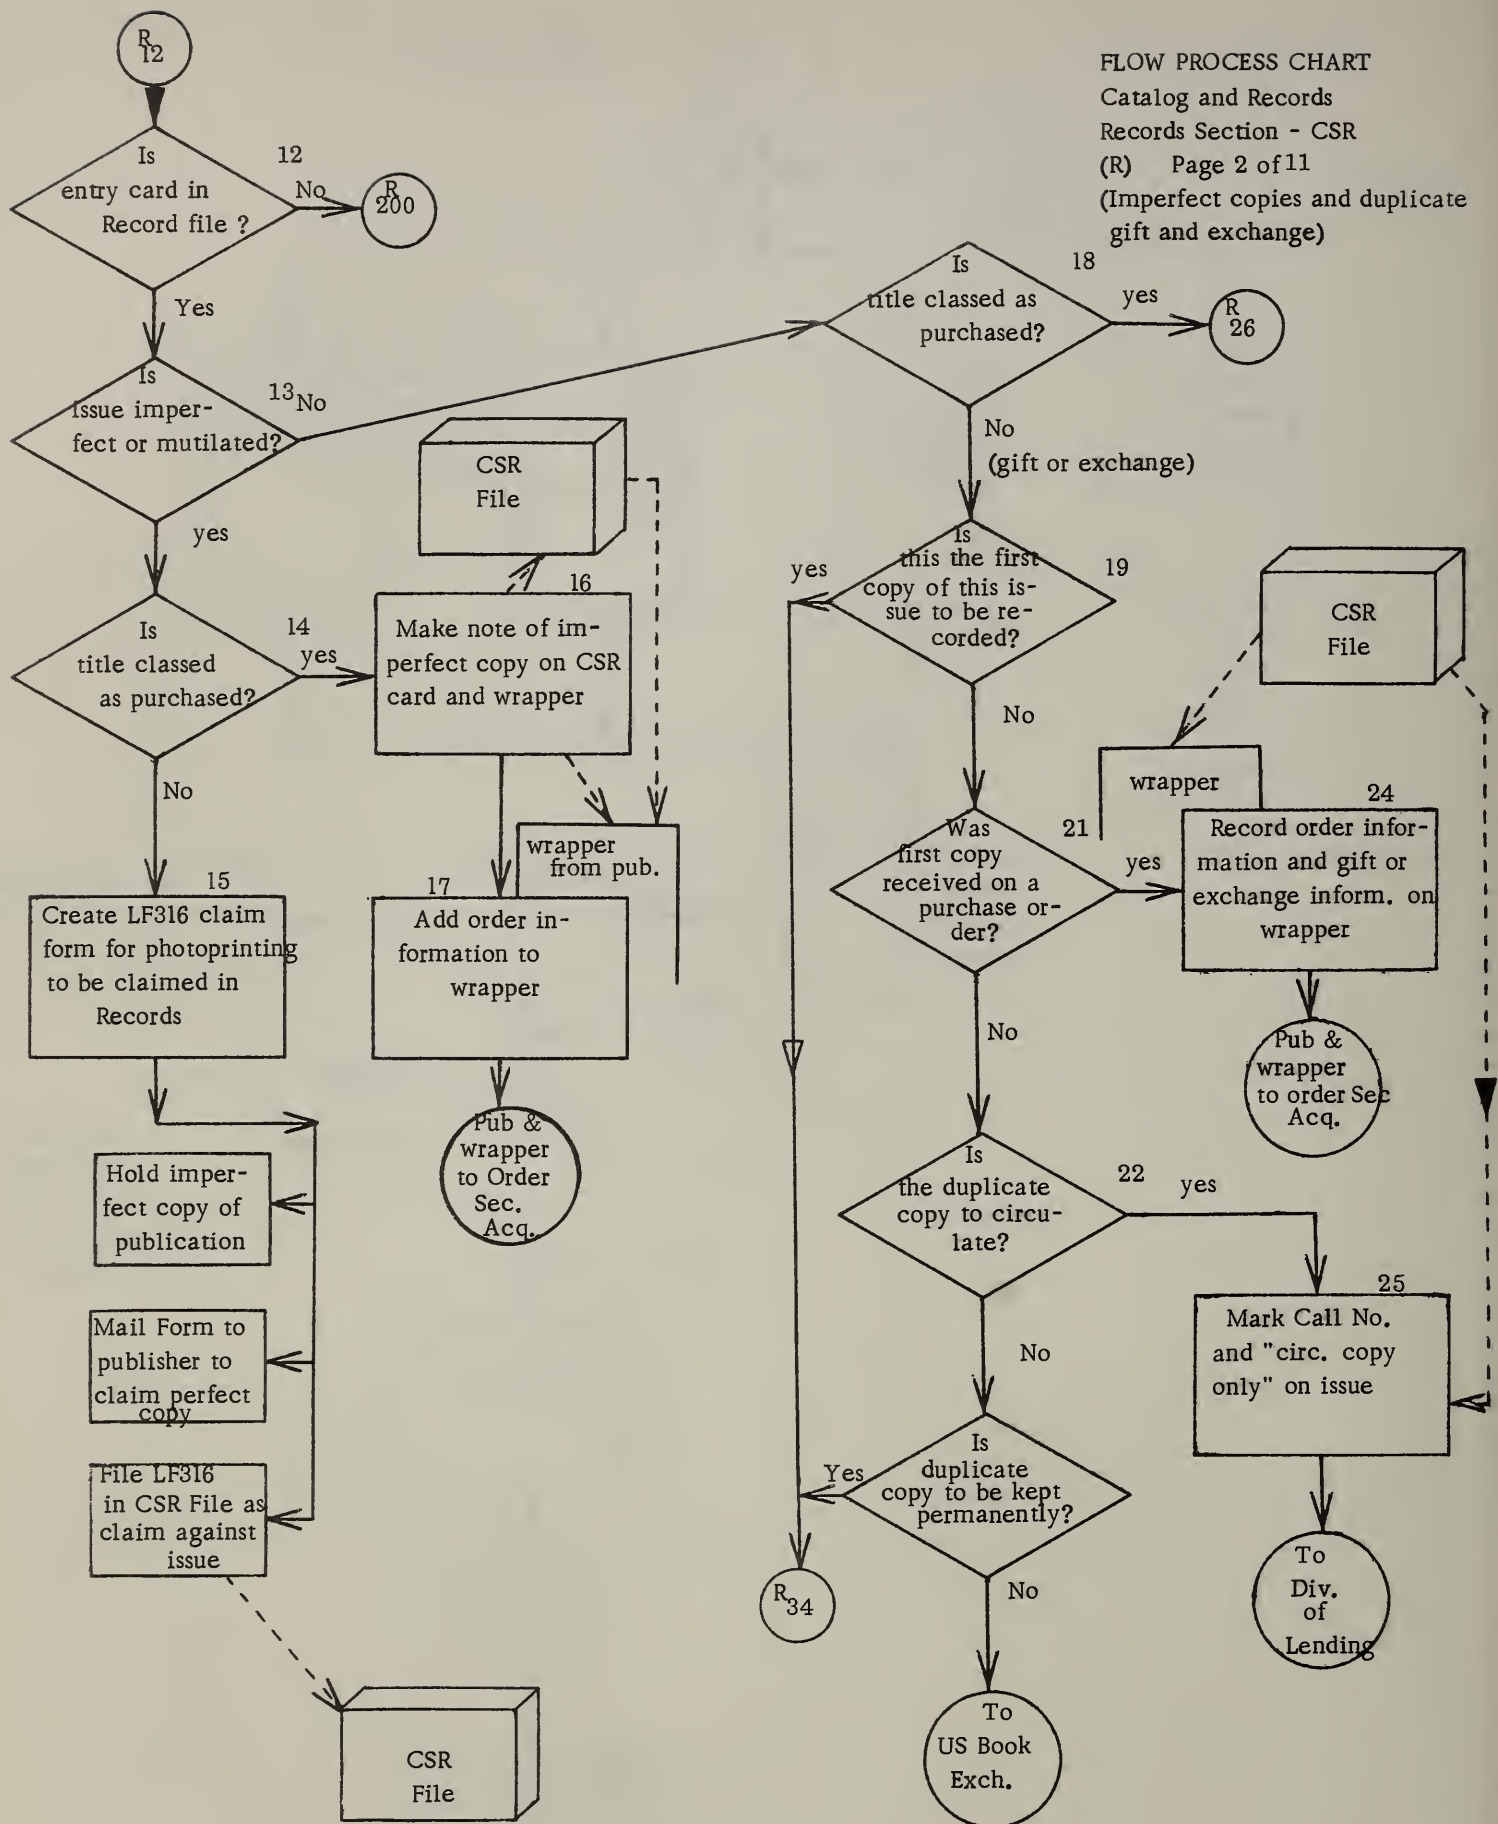 FLOW PROCESS CHART
Catalog and Records
Records Section - CSR
(R) Page 2 of 11
(Imperfect copies and duplicate
gift and exchange)
R
12
12
Is
entry card in
Record file ?
No
R
200
Yes
13
Is
issue imper-
fect or mutilated?
No
yes
14
Is
title classed
as purchased?
yes
No
CSR
File
16
Make note of im-
perfect copy on CSR
card and wrapper
wrapper
from pub.
15
Create LF316 claim
form for photoprinting
to be claimed in
Records
17
Add order in-
formation to
wrapper
Pub &
wrapper
to Order
Sec.
Acq.
Hold imper-
fect copy of
publication
Mail Form to
publisher to
claim perfect
copy
File LF316
in CSR File as
claim against
issue
CSR
File
18
Is
title classed as
purchased?
yes
R
26
No
(gift or exchange)
19
Is
this the first
copy of this is-
sue to be re-
corded?
yes
No
CSR
File
wrapper
21
Was
first copy
received on a
purchase or-
der?
yes
24
Record order infor-
mation and gift or
exchange inform. on
wrapper
Pub &
wrapper
to order Sec
Acq.
No
22
Is
the duplicate
copy to circu-
late?
yes
25
Mark Call No.
and "circ. copy
only" on issue
To
Div.
of
Lending
No
Is
duplicate
copy to be kept
permanently?
Yes
R
34
No
To
US Book
Exch.